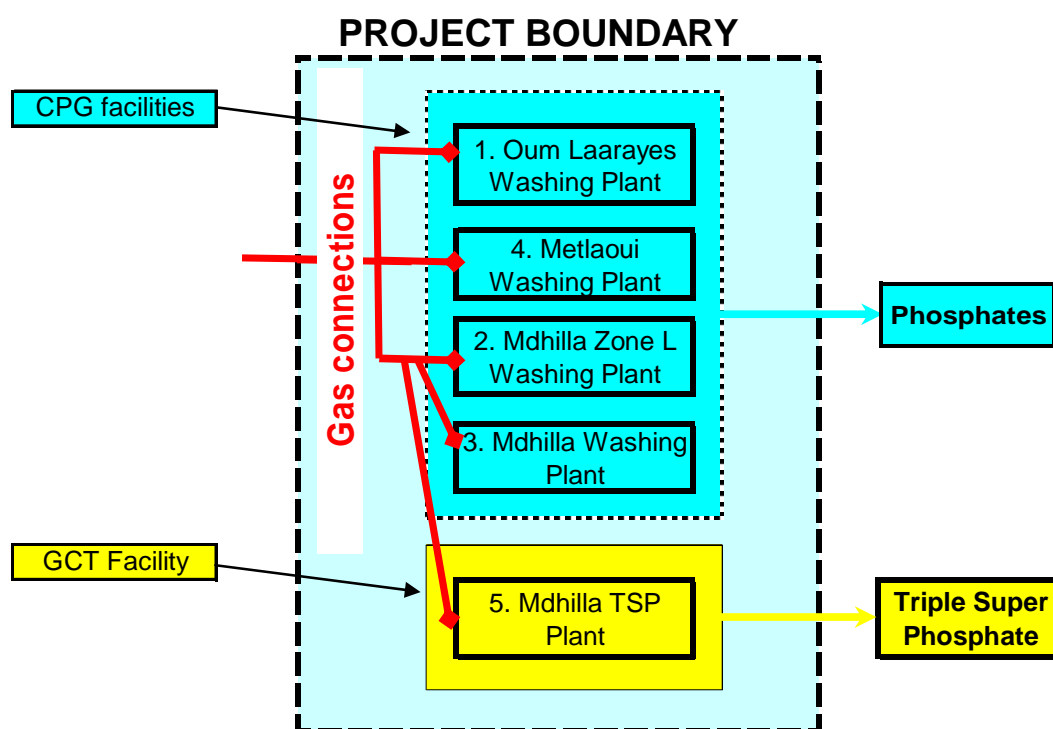 PROJECT BOUNDARY
CPG facilities
Gas connections
1. Oum Laarayes
Washing Plant
4. Metlaoui
Washing Plant
2. Mdhilla Zone L
Washing Plant
3. Mdhilla Washing
Plant
Phosphates
GCT Facility
5. Mdhilla TSP
Plant
Triple Super
Phosphate